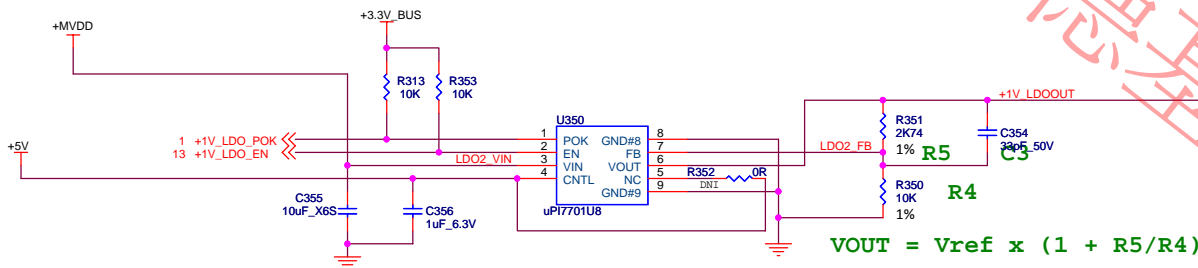 +MVDD
+3.3V_BUS
R313
10K
R353
10K
+1V_LDOOUT
U350
R351
2K74
1%
R5
C354
33pF_50V
C3
1 +1V_LDO_POK
13 +1V_LDO_EN
+5V
LDO2_VIN
1 POK GND#8 8
2 EN FB 7
3 VIN VOUT 6
4 CNTL NC 5
GND#9 9
LDO2_FB
R352 0R
DNI
uPI7701U8
R350
10K
1%
R4
C355
10uF_X6S
C356
1uF_6.3V
VOUT = Vref x (1 + R5/R4)